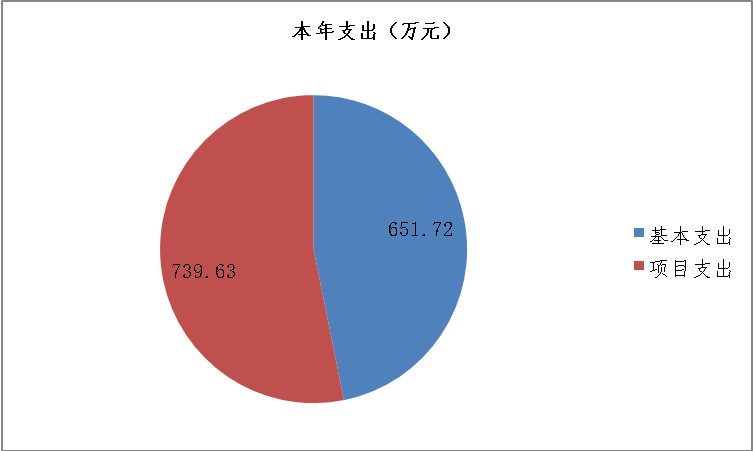 本年支出（万元）
651.72
739.63
基本支出
项目支出